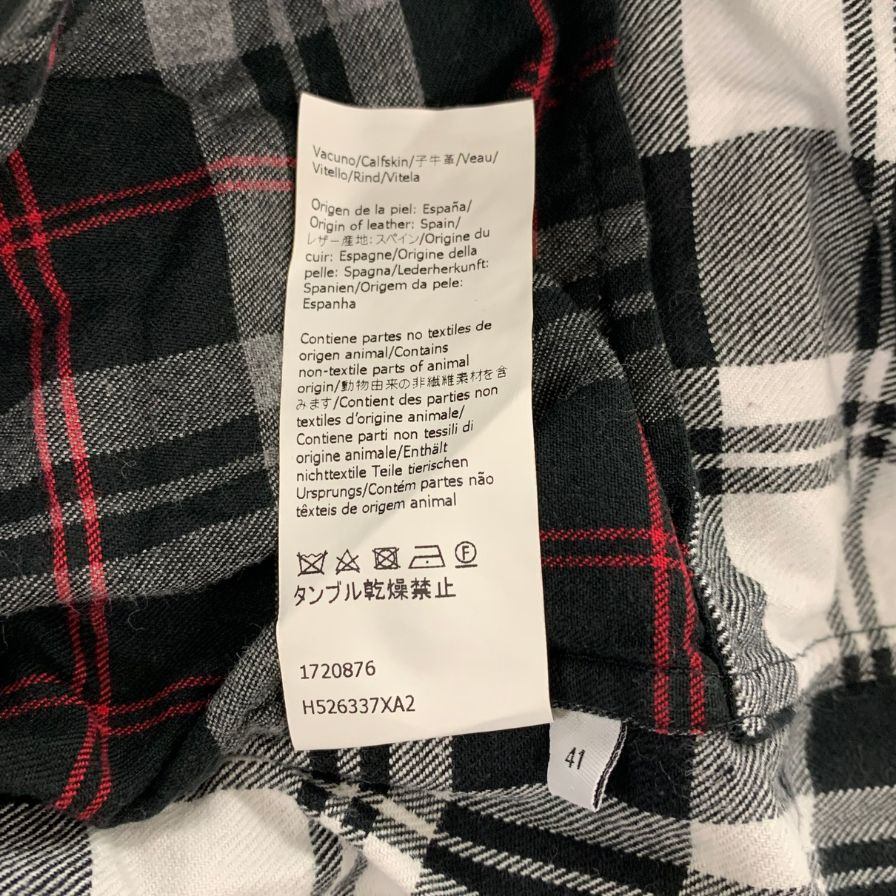 Vacuno/Calfskin/子牛革/Veau/
Vitello/Rind/Vitela
Origen de la piel: España/
Origin of leather: Spain/
レザー産地: スペイン/Origine du
cuir: Espagne/Origine della
pelle: Spagna/Lederherkunft:
Spanien/Origem da pele:
Espanha
Contiene partes no textiles de
origen animal/Contains
non-textile parts of animal
origin/動物由来の非繊維素材を含
みます/Contient des parties non
textiles d'origine animale/
Contiene parti non tessili di
origine animale/Enthält
nichttextile Teile tierischen
Ursprungs/Contém partes não
têxteis de origem animal
F
タンブル乾燥禁止
1720876
H526337XA2
41